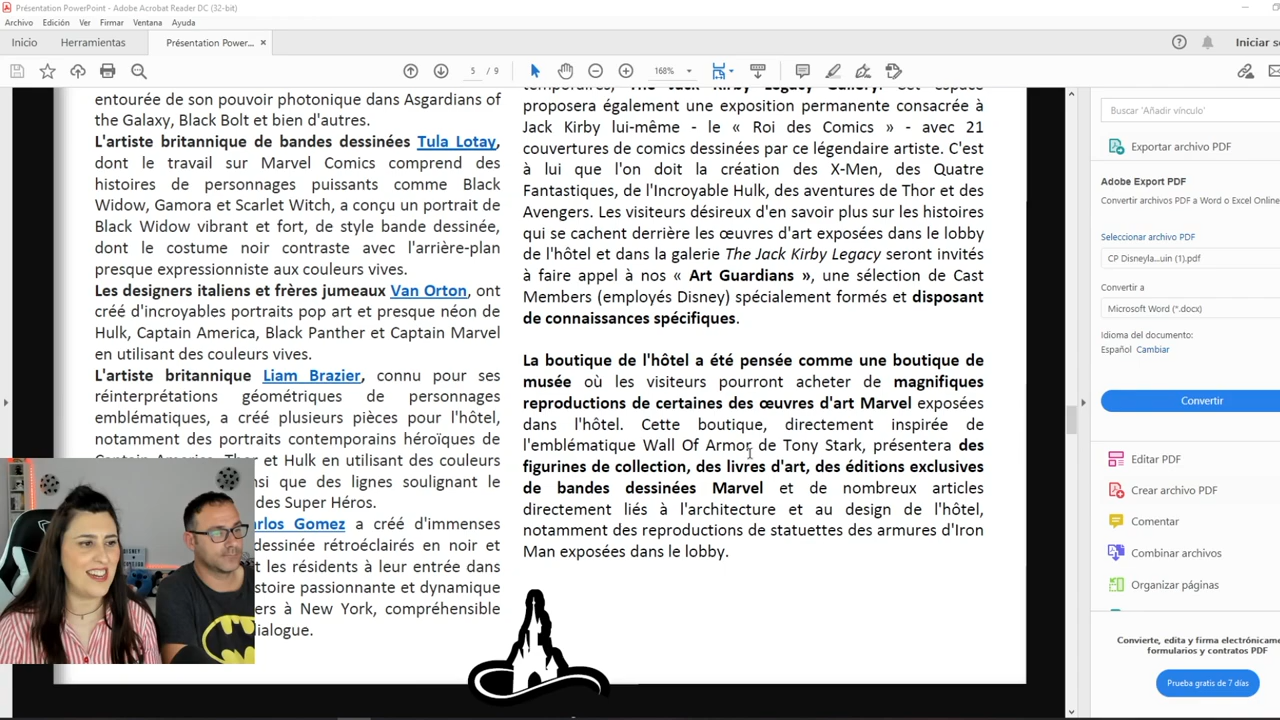 Présentation PowerPoint - Adobe Acrobat Reader DC (32-bit)
Archivo Edición Ver Firmar Ventana Ayuda
Inicio Herramientas Présentation Power... ×
Iniciar se
5 / 9 168%
entourée de son pouvoir photonique dans Asgardians of
the Galaxy, Black Bolt et bien d'autres.
L'artiste britannique de bandes dessinées Tula Lotay,
dont le travail sur Marvel Comics comprend des
histoires de personnages puissants comme Black
Widow, Gamora et Scarlet Witch, a conçu un portrait de
Black Widow vibrant et fort, de style bande dessinée,
dont le costume noir contraste avec l'arrière-plan
presque expressionniste aux couleurs vives.
Les designers italiens et frères jumeaux Van Orton, ont
créé d'incroyables portraits pop art et presque néon de
Hulk, Captain America, Black Panther et Captain Marvel
en utilisant des couleurs vives.
L'artiste britannique Liam Brazier, connu pour ses
réinterprétations géométriques de personnages
emblématiques, a créé plusieurs pièces pour l'hôtel,
notamment des portraits contemporains héroïques de
Captain America, Thor et Hulk en utilisant des couleurs
si que des lignes soulignant le
des Super Héros.
arlos Gomez a créé d'immenses
dessinée rétroéclairés en noir et
t les résidents à leur entrée dans
stoire passionnante et dynamique
ers à New York, compréhensible
ialogue.
temporaires, The Jack Kirby Legacy Gallery. Cet espace
proposera également une exposition permanente consacrée à
Jack Kirby lui-même - le « Roi des Comics » - avec 21
couvertures de comics dessinées par ce légendaire artiste. C'est
à lui que l'on doit la création des X-Men, des Quatre
Fantastiques, de l'Incroyable Hulk, des aventures de Thor et des
Avengers. Les visiteurs désireux d'en savoir plus sur les histoires
qui se cachent derrière les œuvres d'art exposées dans le lobby
de l'hôtel et dans la galerie The Jack Kirby Legacy seront invités
à faire appel à nos « Art Guardians », une sélection de Cast
Members (employés Disney) spécialement formés et disposant
de connaissances spécifiques.
La boutique de l'hôtel a été pensée comme une boutique de
musée où les visiteurs pourront acheter de magnifiques
reproductions de certaines des œuvres d'art Marvel exposées
dans l'hôtel. Cette boutique, directement inspirée de
l'emblématique Wall Of Armor de Tony Stark, présentera des
figurines de collection, des livres d'art, des éditions exclusives
de bandes dessinées Marvel et de nombreux articles
directement liés à l'architecture et au design de l'hôtel,
notamment des reproductions de statuettes des armures d'Iron
Man exposées dans le lobby.
Buscar 'Añadir vínculo'
Exportar archivo PDF
Adobe Export PDF
Convertir archivos PDF a Word o Excel Online
Seleccionar archivo PDF
CP Disneyla...uin (1).pdf
Convertir a
Microsoft Word (*.docx)
Idioma del documento:
Español Cambiar
Convertir
Editar PDF
Crear archivo PDF
Comentar
Combinar archivos
Organizar páginas
Convierte, edita y firma electrónicame
formularios y contratos PDF
Prueba gratis de 7 días